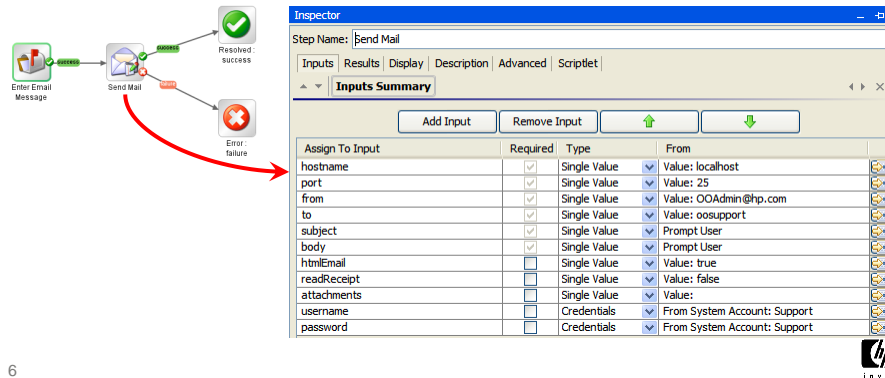 Inspector
Step Name: Send Mail
Inputs Results Display Description Advanced Scriptlet
Inputs Summary
Add Input Remove Input
Assign To Input Required Type From
hostname Single Value Value: localhost
port Single Value Value: 25
from Single Value Value: OOAdmin@hp.com
to Single Value Value: oosupport
subject Single Value Prompt User
body Single Value Prompt User
htmlEmail Single Value Value: true
readReceipt Single Value Value: false
attachments Single Value Value:
username Credentials From System Account: Support
password Credentials From System Account: Support
success
Enter Email
Message
Send Mail
success
Resolved :
success
Error :
failure
6
hp